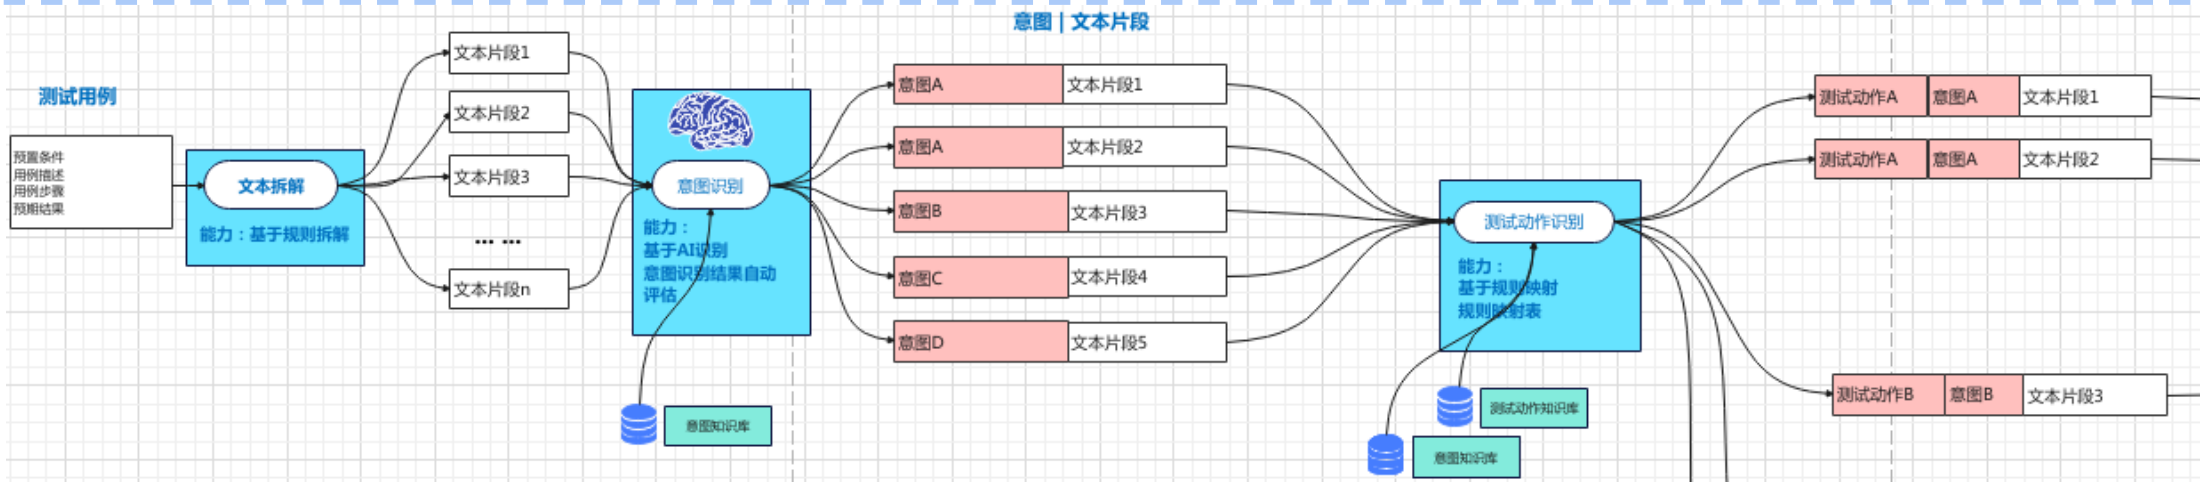 意图 | 文本片段
测试用例
预置条件
用例描述
用例步骤
预期结果
文本拆解
能力：基于规则拆解
文本片段1
文本片段2
文本片段3
... ...
文本片段n
意图识别
能力：
基于AI识别
意图识别结果自动
评估
意图知识库
意图A 文本片段1
意图A 文本片段2
意图B 文本片段3
意图C 文本片段4
意图D 文本片段5
测试动作识别
能力：
基于规则映射
规则映射表
测试动作知识库
意图知识库
测试动作A 意图A 文本片段1
测试动作A 意图A 文本片段2
测试动作B 意图B 文本片段3